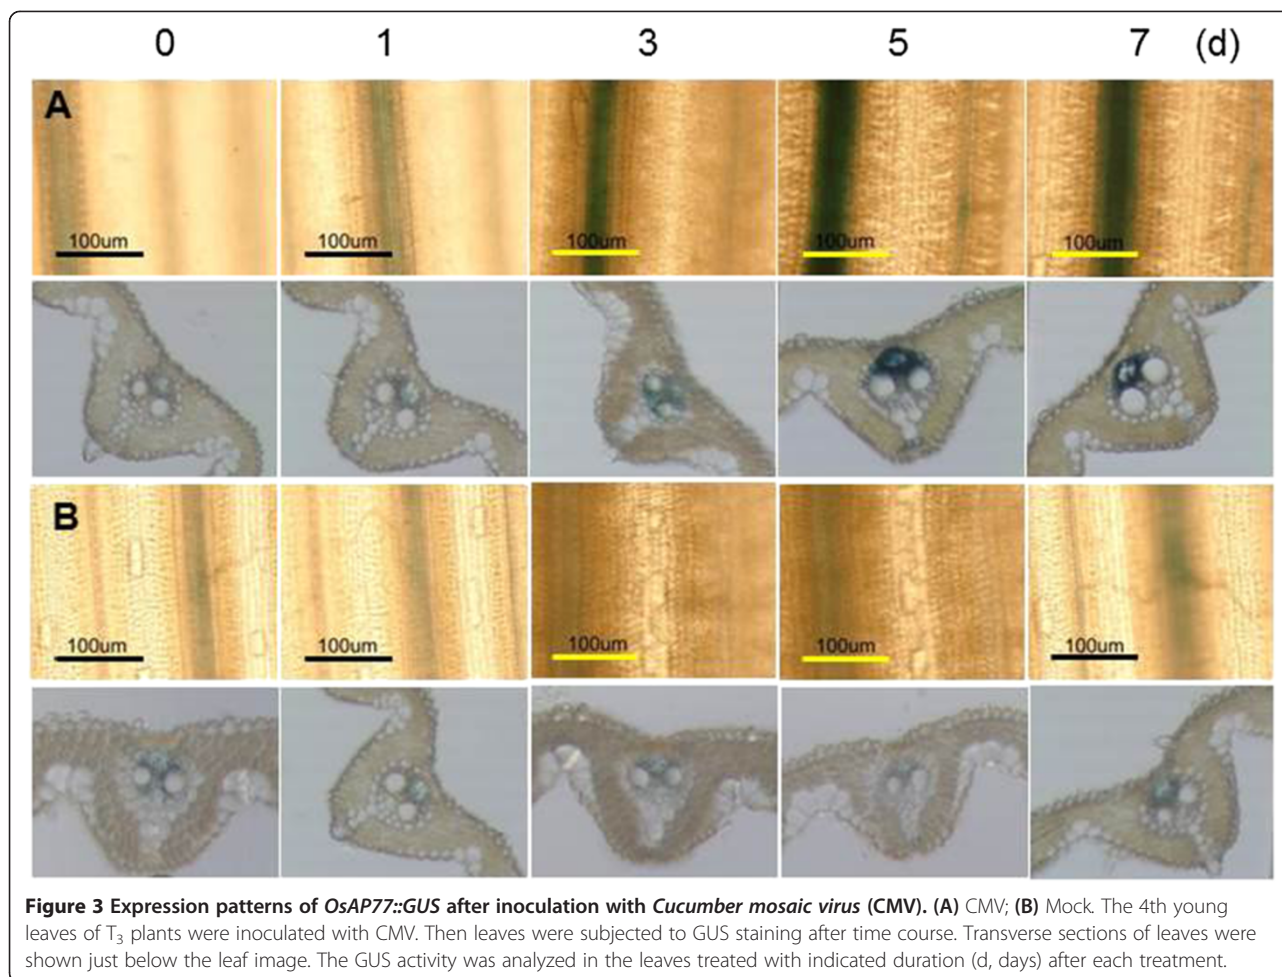 0 1 3 5 7 (d)
A
100um 100um 100um 100um 100um
B
100um 100um 100um 100um 100um
Figure 3 Expression patterns of OsAP77::GUS after inoculation with Cucumber mosaic virus (CMV). (A) CMV; (B) Mock. The 4th young
leaves of T3 plants were inoculated with CMV. Then leaves were subjected to GUS staining after time course. Transverse sections of leaves were
shown just below the leaf image. The GUS activity was analyzed in the leaves treated with indicated duration (d, days) after each treatment.